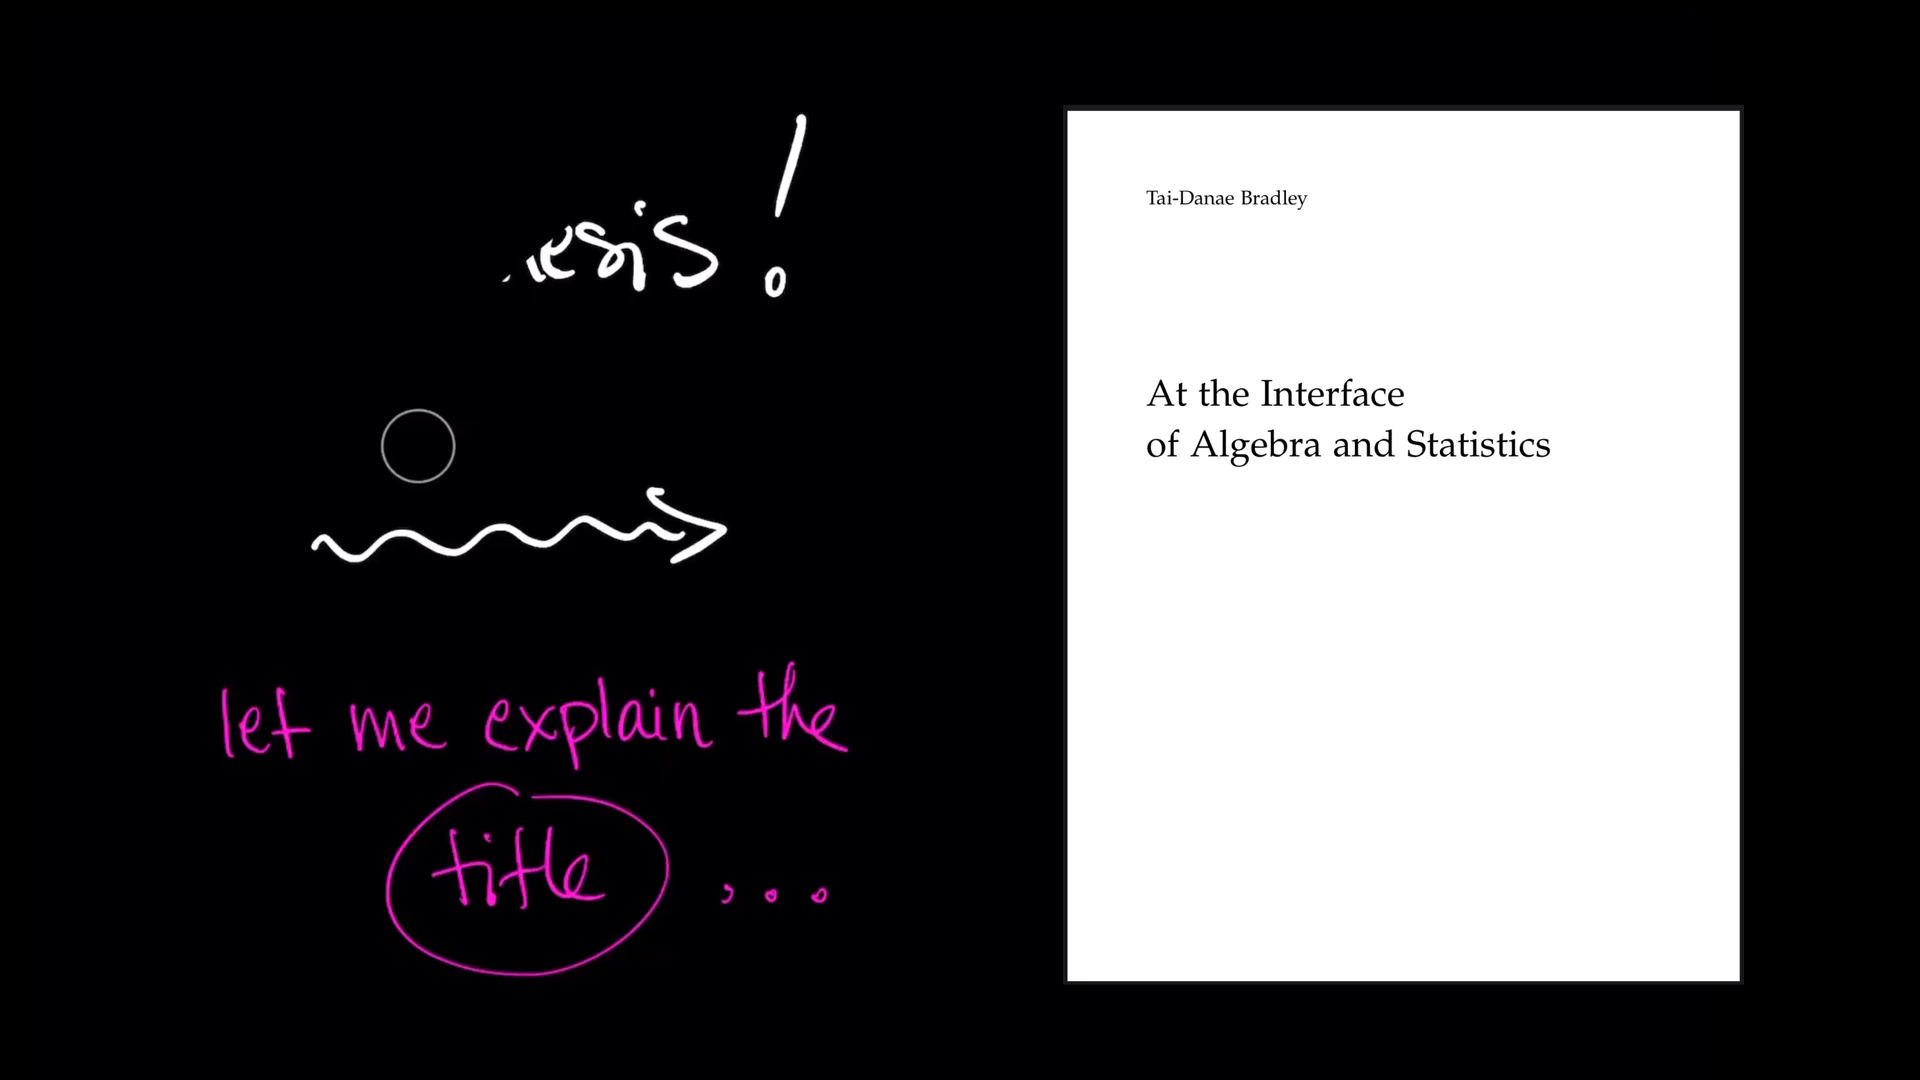 esis!
let me explain the
title ...
Tai-Danae Bradley
At the Interface
of Algebra and Statistics